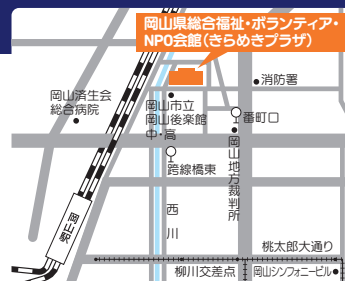 岡山県総合福祉・ボランティア・
NPO会館(きらめきプラザ)
消防署
岡山済生会
総合病院
岡山市立
岡山後楽館
中・高
番町口
岡山地方裁判所
跨線橋東
西川
岡山駅
桃太郎大通り
柳川交差点
岡山シンフォニービル